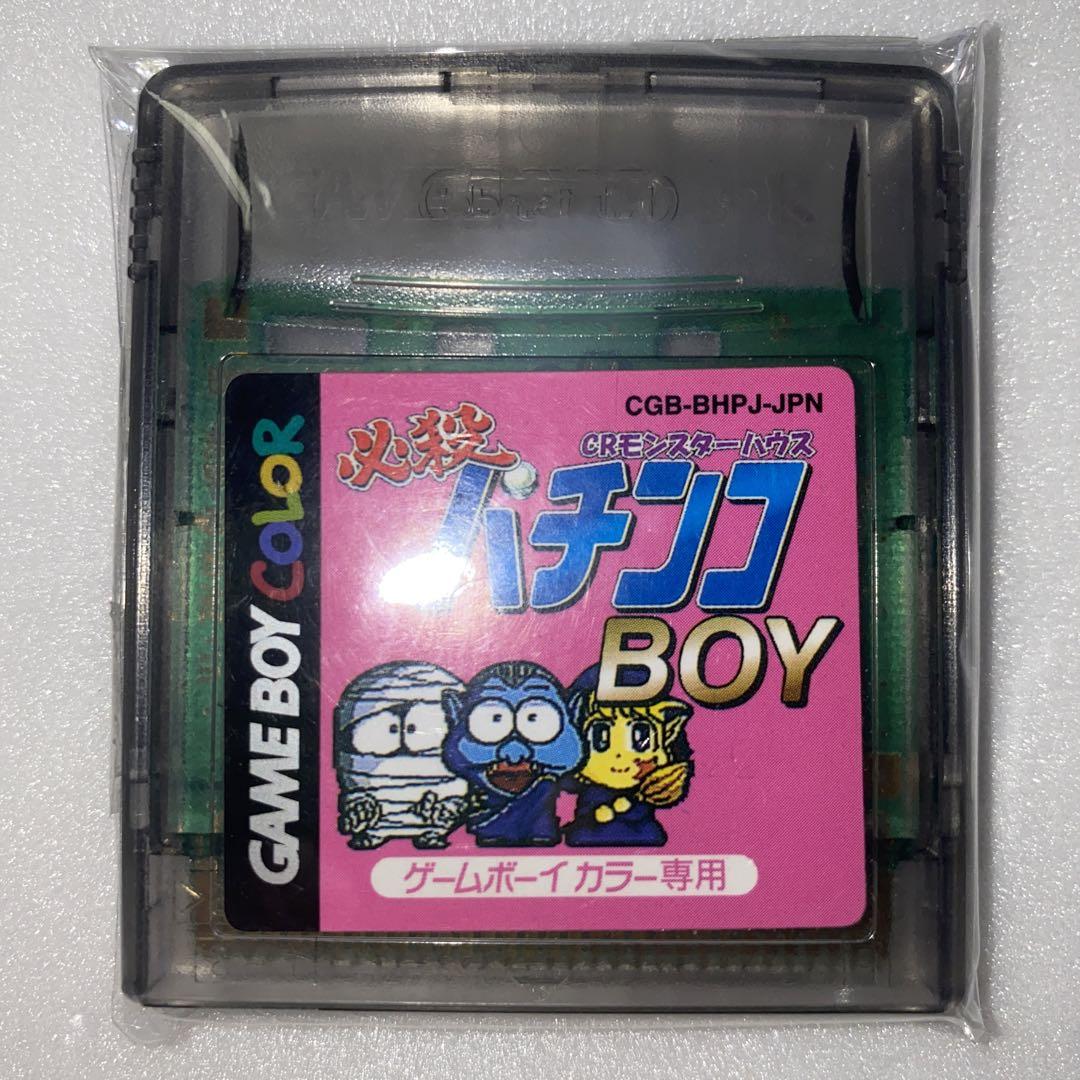 CGB-BHPJ-JPN
必殺
CRモンスターハウス
パチンコ
BOY
GAME BOY COLOR
ゲームボーイ カラー専用